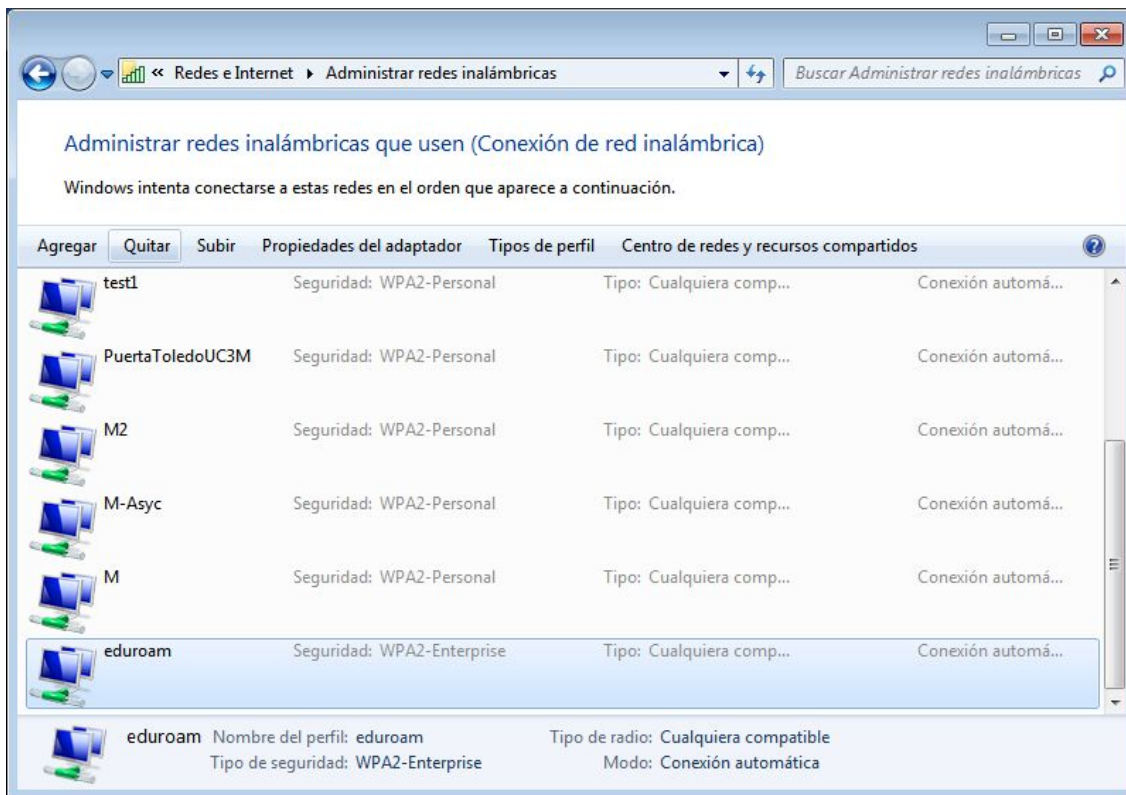 « Redes e Internet ▸ Administrar redes inalámbricas Buscar Administrar redes inalámbricas
Administrar redes inalámbricas que usen (Conexión de red inalámbrica)
Windows intenta conectarse a estas redes en el orden que aparece a continuación.
Agregar Quitar Subir Propiedades del adaptador Tipos de perfil Centro de redes y recursos compartidos
test1 Seguridad: WPA2-Personal Tipo: Cualquiera comp... Conexión automá...
PuertaToledoUC3M Seguridad: WPA2-Personal Tipo: Cualquiera comp... Conexión automá...
M2 Seguridad: WPA2-Personal Tipo: Cualquiera comp... Conexión automá...
M-Asyc Seguridad: WPA2-Personal Tipo: Cualquiera comp... Conexión automá...
M Seguridad: WPA2-Personal Tipo: Cualquiera comp... Conexión automá...
eduroam Seguridad: WPA2-Enterprise Tipo: Cualquiera comp... Conexión automá...
eduroam Nombre del perfil: eduroam Tipo de radio: Cualquiera compatible
Tipo de seguridad: WPA2-Enterprise Modo: Conexión automática